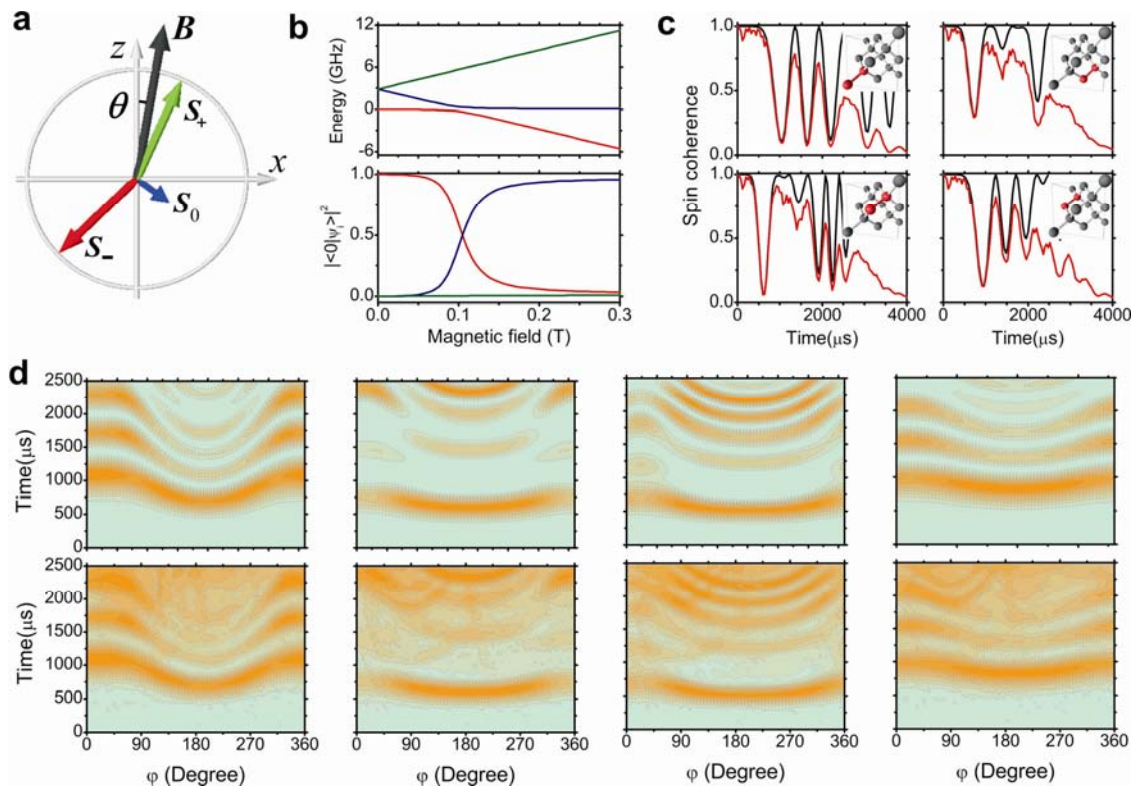 a
z
B
θ
S+
x
S0
S−
b
Energy (GHz)
12
6
0
-6
|<0|ψi>|²
1.0
0.5
0.0
0.0 0.1 0.2 0.3
Magnetic field (T)
c
Spin coherence
1.0
0.5
0.0
1.0
0.5
0.0
0 2000 4000
0 2000 4000
Time(μs)
Time(μs)
d
Time(μs)
2500
2000
1500
1000
500
0
Time(μs)
2500
2000
1500
1000
500
0
0 90 180 270 360
0 90 180 270 360
0 90 180 270 360
0 90 180 270 360
φ (Degree)
φ (Degree)
φ (Degree)
φ (Degree)